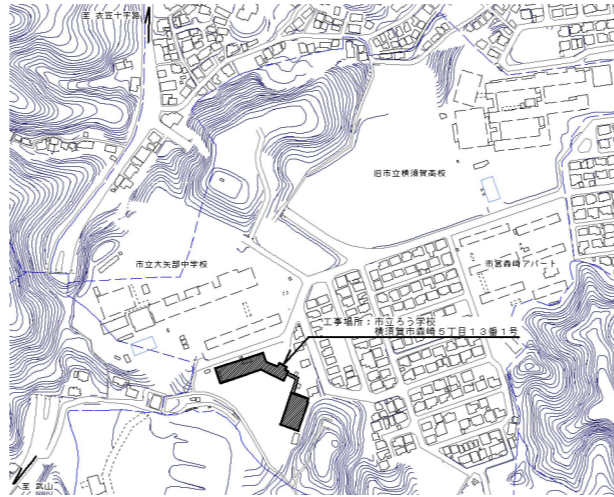 至 衣笠十字路
旧市立横須賀高校
市立大矢部中学校
市営森崎アパート
工事場所：市立ろう学校
横須賀市森崎５丁目１３番１号
至 武山